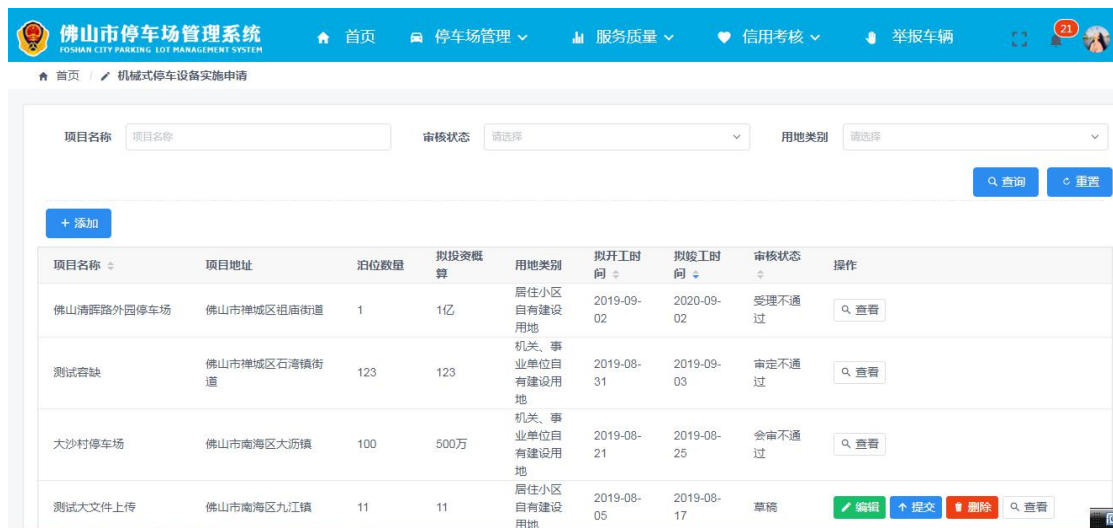 佛山市停车场管理系统
FOSHAN CITY PARKING LOT MANAGEMENT SYSTEM
首页 停车场管理 服务质量 信用考核 举报车辆 21
首页 / 机械式停车设备实施申请
项目名称 项目名称 审核状态 请选择 用地类别 请选择
查询 重置
+ 添加
项目名称 项目地址 泊位数量 拟投资概算 用地类别 拟开工时间 拟竣工时间 审核状态 操作
佛山清晖路外园停车场 佛山市禅城区祖庙街道 1 1亿 居住小区自有建设用地 2019-09-02 2020-09-02 受理不通过 查看
测试容缺 佛山市禅城区石湾镇街道 123 123 机关、事业单位自有建设用地 2019-08-31 2019-09-03 审定不通过 查看
大沙村停车场 佛山市南海区大沥镇 100 500万 机关、事业单位自有建设用地 2019-08-21 2019-08-25 会审不通过 查看
测试大文件上传 佛山市南海区九江镇 11 11 居住小区自有建设用地 2019-08-05 2019-08-17 草稿 编辑 提交 删除 查看